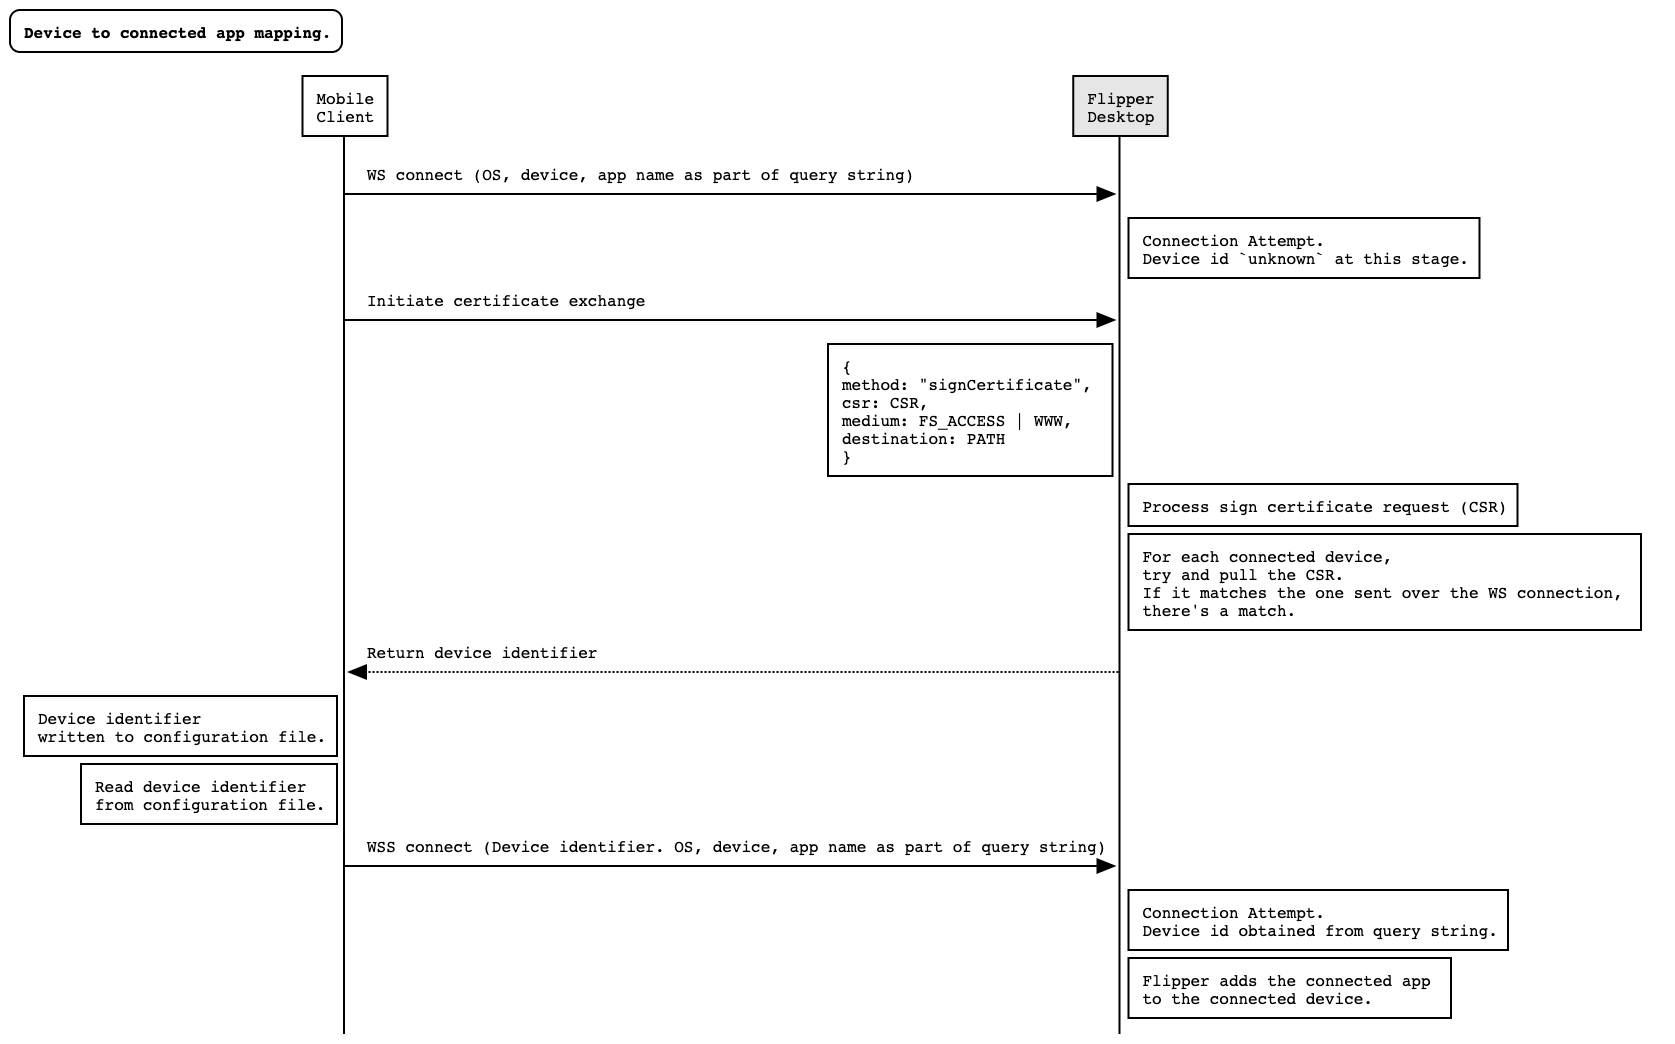 Device to connected app mapping.
Mobile
Client
Flipper
Desktop
WS connect (OS, device, app name as part of query string)
Connection Attempt.
Device id `unknown` at this stage.
Initiate certificate exchange
{
method: "signCertificate",
csr: CSR,
medium: FS_ACCESS | WWW,
destination: PATH
}
Process sign certificate request (CSR)
For each connected device,
try and pull the CSR.
If it matches the one sent over the WS connection,
there's a match.
Return device identifier
Device identifier
written to configuration file.
Read device identifier
from configuration file.
WSS connect (Device identifier. OS, device, app name as part of query string)
Connection Attempt.
Device id obtained from query string.
Flipper adds the connected app
to the connected device.